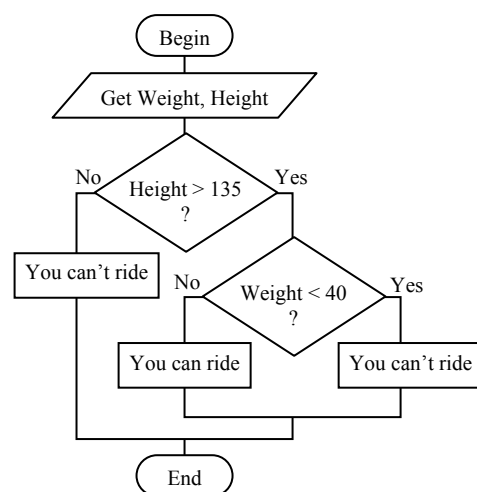 Begin
Get Weight, Height
No
Yes
Height > 135
?
You can’t ride
No
Yes
Weight < 40
?
You can ride
You can’t ride
End